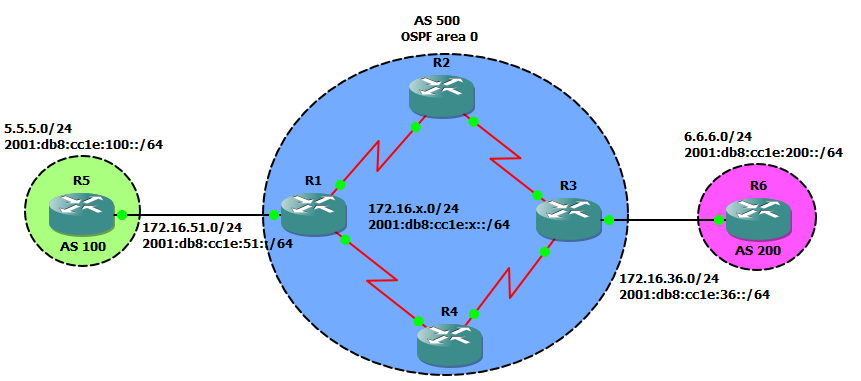 AS 500
OSPF area 0
R2
5.5.5.0/24
2001:db8:cc1e:100::/64
6.6.6.0/24
2001:db8:cc1e:200::/64
R5
R1
R3
R6
172.16.x.0/24
2001:db8:cc1e:x::/64
AS 100
172.16.51.0/24
2001:db8:cc1e:51::/64
AS 200
172.16.36.0/24
2001:db8:cc1e:36::/64
R4